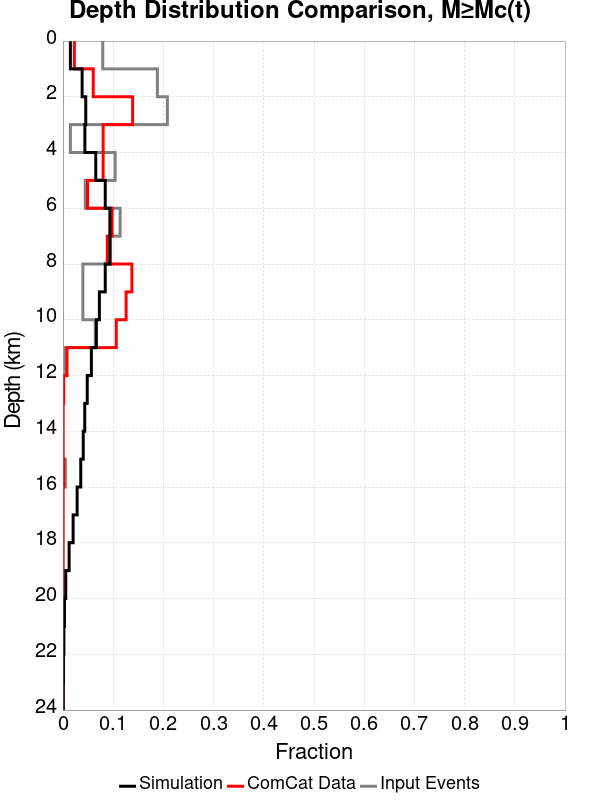 Depth Distribution Comparison, M≥Mc(t)
0
2
4
6
8
10
12
14
16
18
20
22
24
Depth (km)
0 0.1 0.2 0.3 0.4 0.5 0.6 0.7 0.8 0.9 1
Fraction
Simulation ComCat Data Input Events